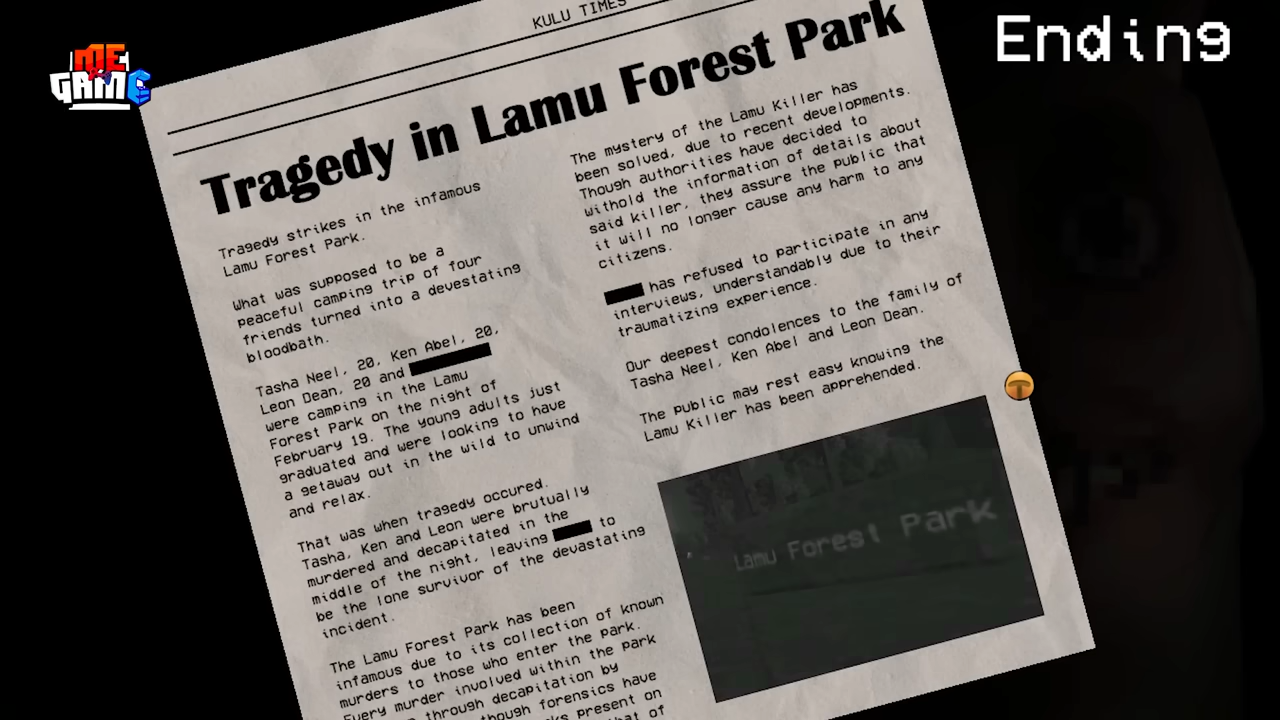 KULU TIMES
Ending
ME
GAME
Tragedy in Lamu Forest Park
Tragedy strikes in the infamous
Lamu Forest Park.
What was supposed to be a
peaceful camping trip of four
friends turned into a devestating
bloodbath.
Tasha Neel, 20, Ken Abel, 20,
Leon Dean, 20 and
were camping in the Lamu
Forest Park on the night of
February 19. The young adults just
graduated and were looking to have
a getaway out in the wild to unwind
and relax.
That was when tragedy occured.
Tasha, Ken and Leon were brutually
murdered and decapitated in the
middle of the night, leaving to
be the lone survivor of the devastating
incident.
The Lamu Forest Park has been
infamous due to its collection of known
murders to those who enter the park.
Every murder involved within the park
through decapitation by
though forensics have
present on
that of
The mystery of the Lamu Killer has
been solved, due to recent developments.
Though authorities have decided to
withold the information of details about
said killer, they assure the public that
it will no longer cause any harm to any
citizens.
has refused to participate in any
interviews, understandably due to their
traumatizing experience.
Our deepest condolences to the family of
Tasha Neel, Ken Abel and Leon Dean.
The public may rest easy knowing the
Lamu Killer has been apprehended.
Lamu Forest Park